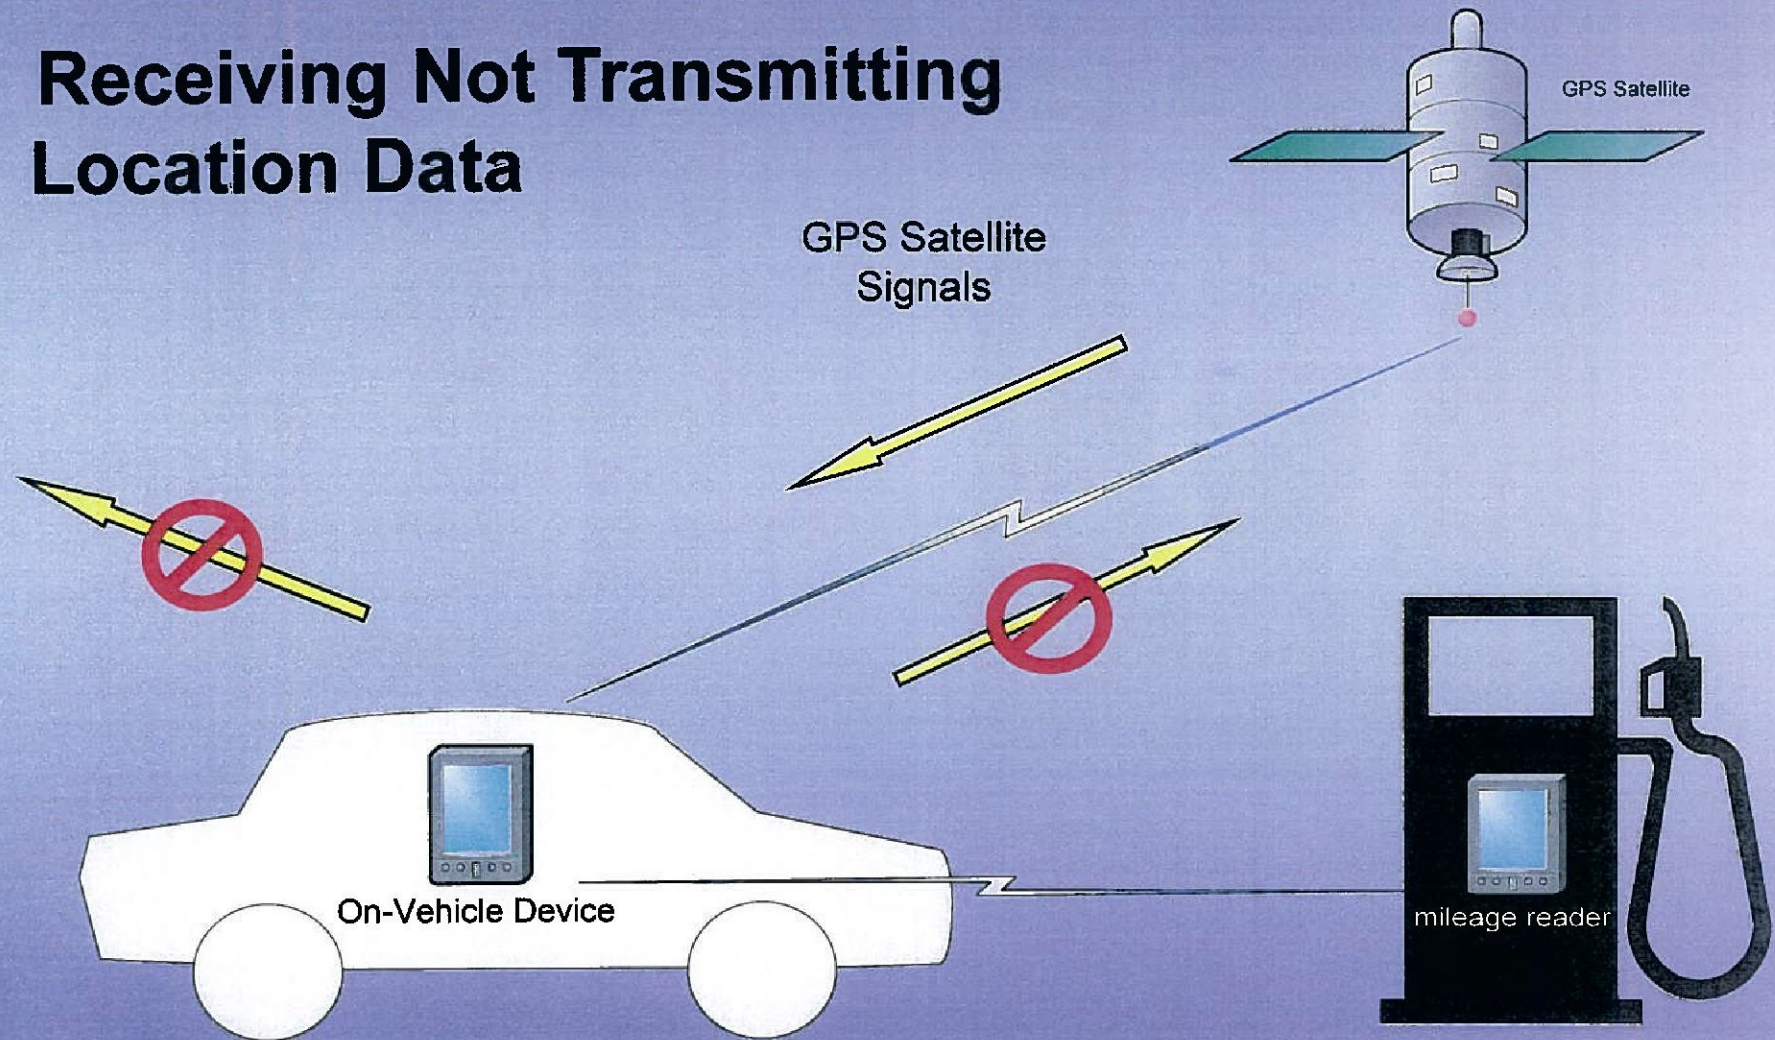 Receiving Not Transmitting
Location Data
GPS Satellite
GPS Satellite
Signals
On-Vehicle Device
mileage reader